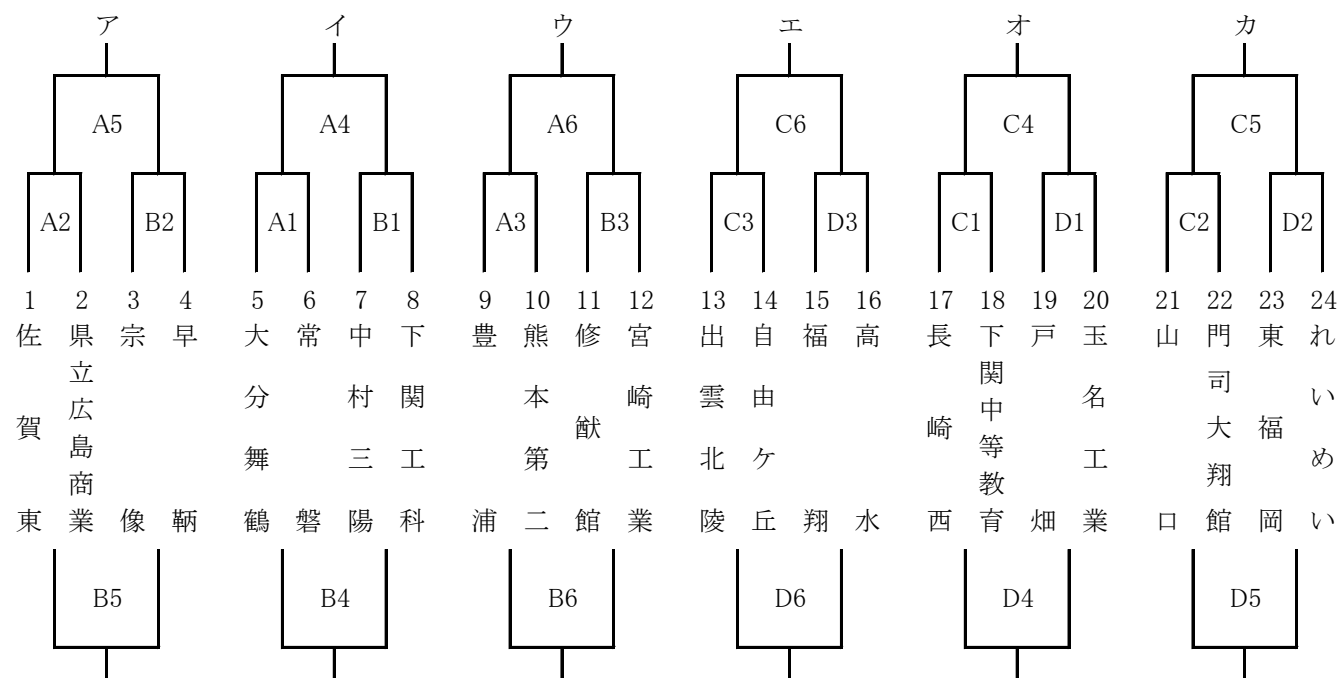 ア イ ウ エ オ カ
A5 A4 A6 C6 C4 C5
A2 B2 A1 B1 A3 B3 C3 D3 C1 D1 C2 D2
1 2 3 4 5 6 7 8 9 10 11 12 13 14 15 16 17 18 19 20 21 22 23 24
佐賀東
県立広島商業
宗像
早鞆
大分舞鶴
常磐
中村三陽
下関工科
豊浦
熊本第二
修猷館
宮崎工業
出雲北陵
自由ケ丘
福翔
高水
長崎西
下関中等教育
戸畑
玉名工業
山口
門司大翔館
東福岡
れいめい
B5 B4 B6 D6 D4 D5